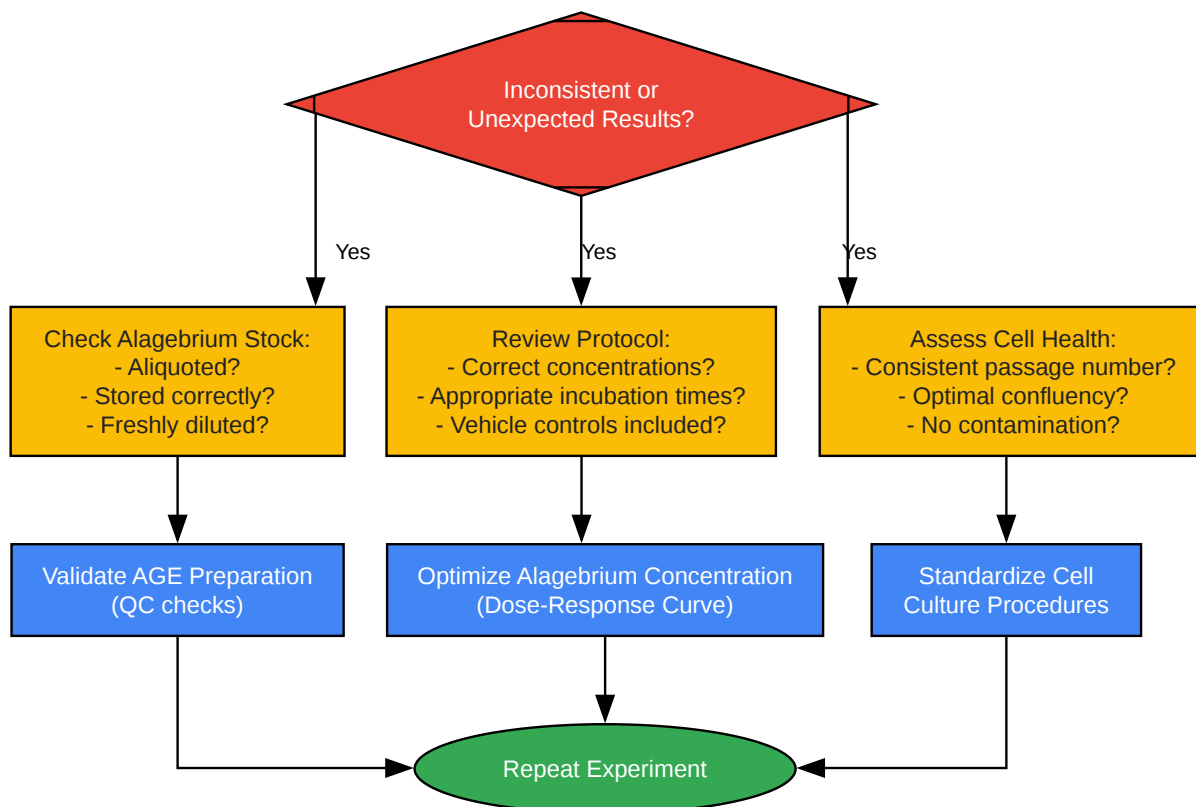 Inconsistent or
Unexpected Results?
Yes
Yes
Yes
Check Alagebrium Stock:
- Aliquoted?
- Stored correctly?
- Freshly diluted?
Review Protocol:
- Correct concentrations?
- Appropriate incubation times?
- Vehicle controls included?
Assess Cell Health:
- Consistent passage number?
- Optimal confluency?
- No contamination?
Validate AGE Preparation
(QC checks)
Optimize Alagebrium Concentration
(Dose-Response Curve)
Standardize Cell
Culture Procedures
Repeat Experiment